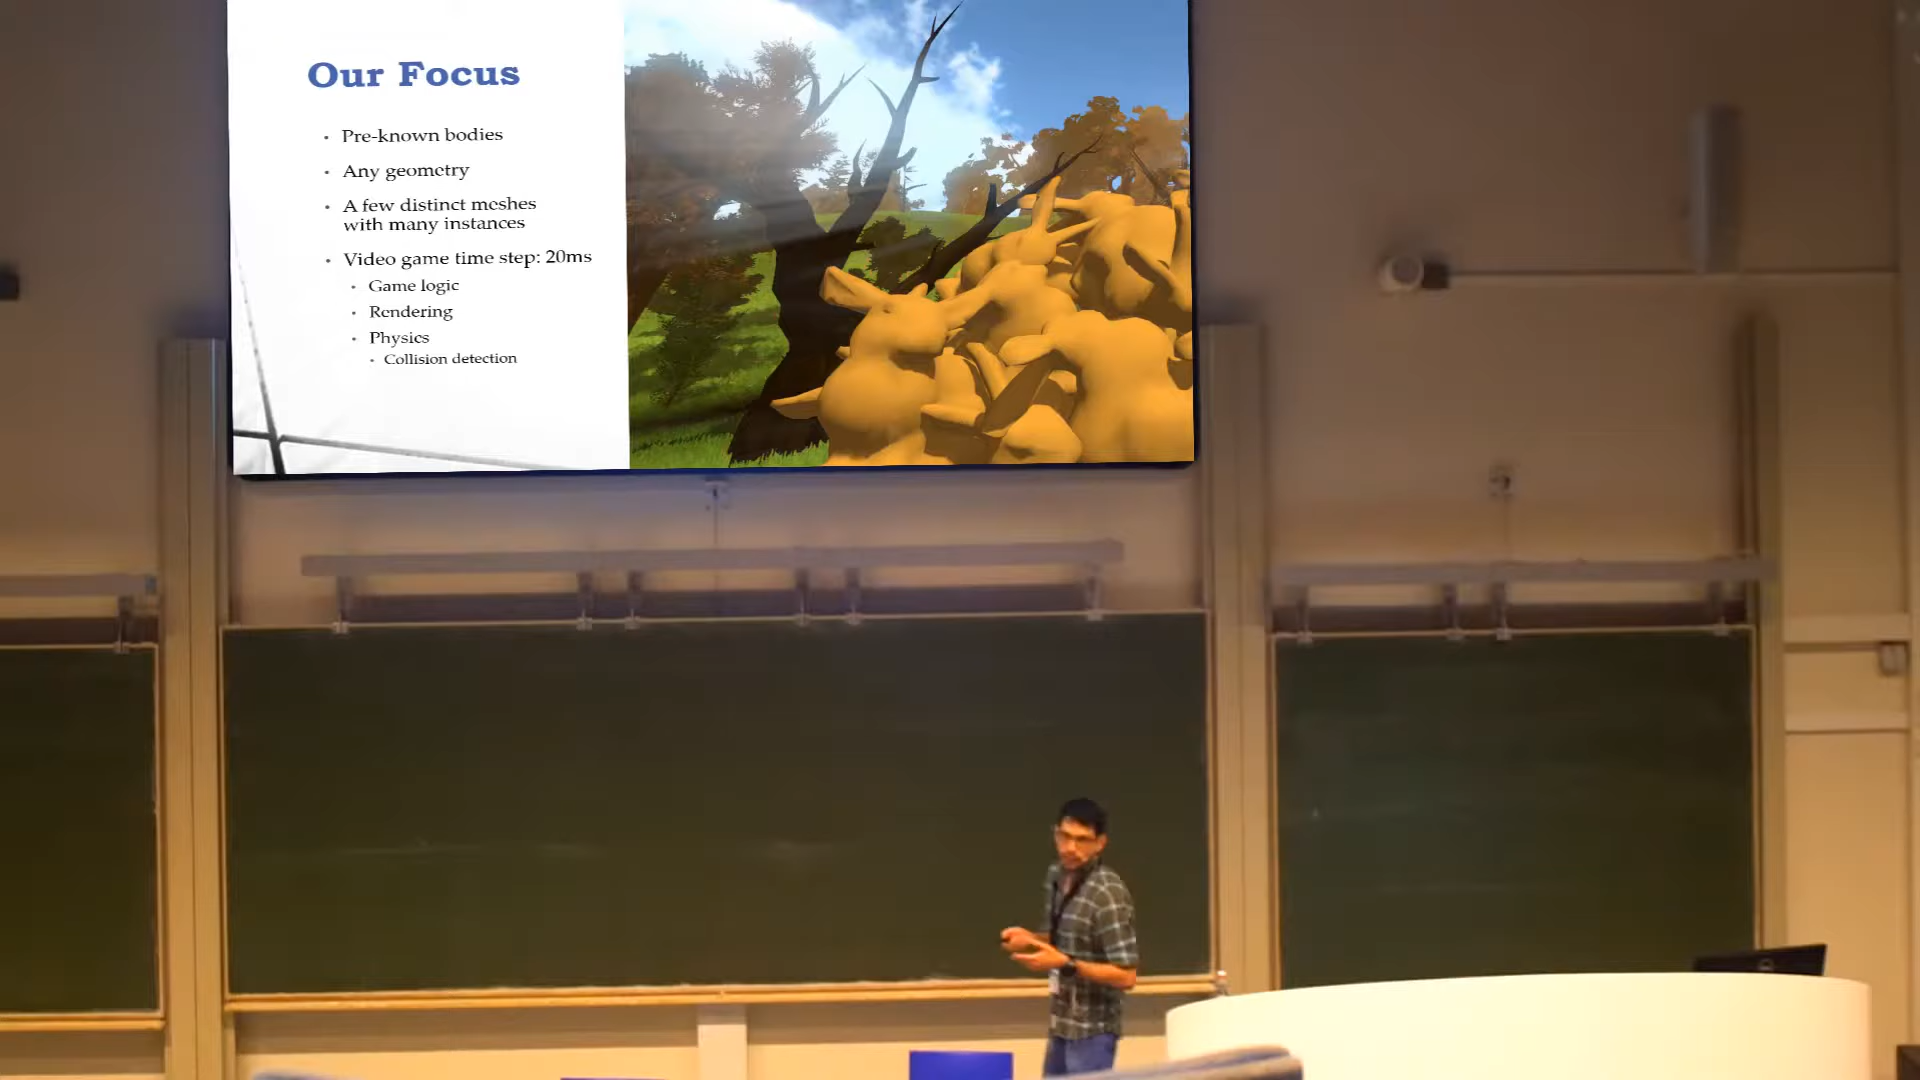 Our Focus
• Pre-known bodies
• Any geometry
• A few distinct meshes
with many instances
• Video game time step: 20ms
• Game logic
• Rendering
• Physics
• Collision detection